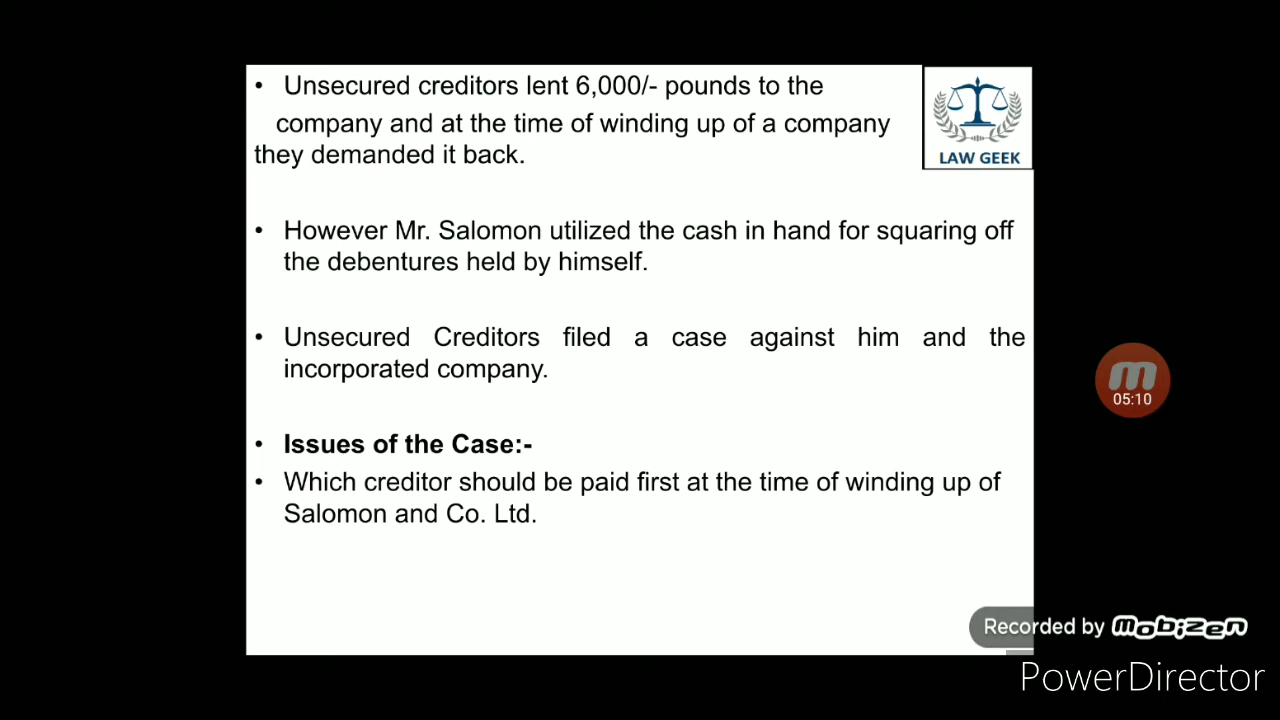 • Unsecured creditors lent 6,000/- pounds to the
company and at the time of winding up of a company
they demanded it back.
LAW GEEK
• However Mr. Salomon utilized the cash in hand for squaring off
the debentures held by himself.
• Unsecured Creditors filed a case against him and the
incorporated company.
05:10
• Issues of the Case:-
• Which creditor should be paid first at the time of winding up of
Salomon and Co. Ltd.
Recorded by mobizen
PowerDirector